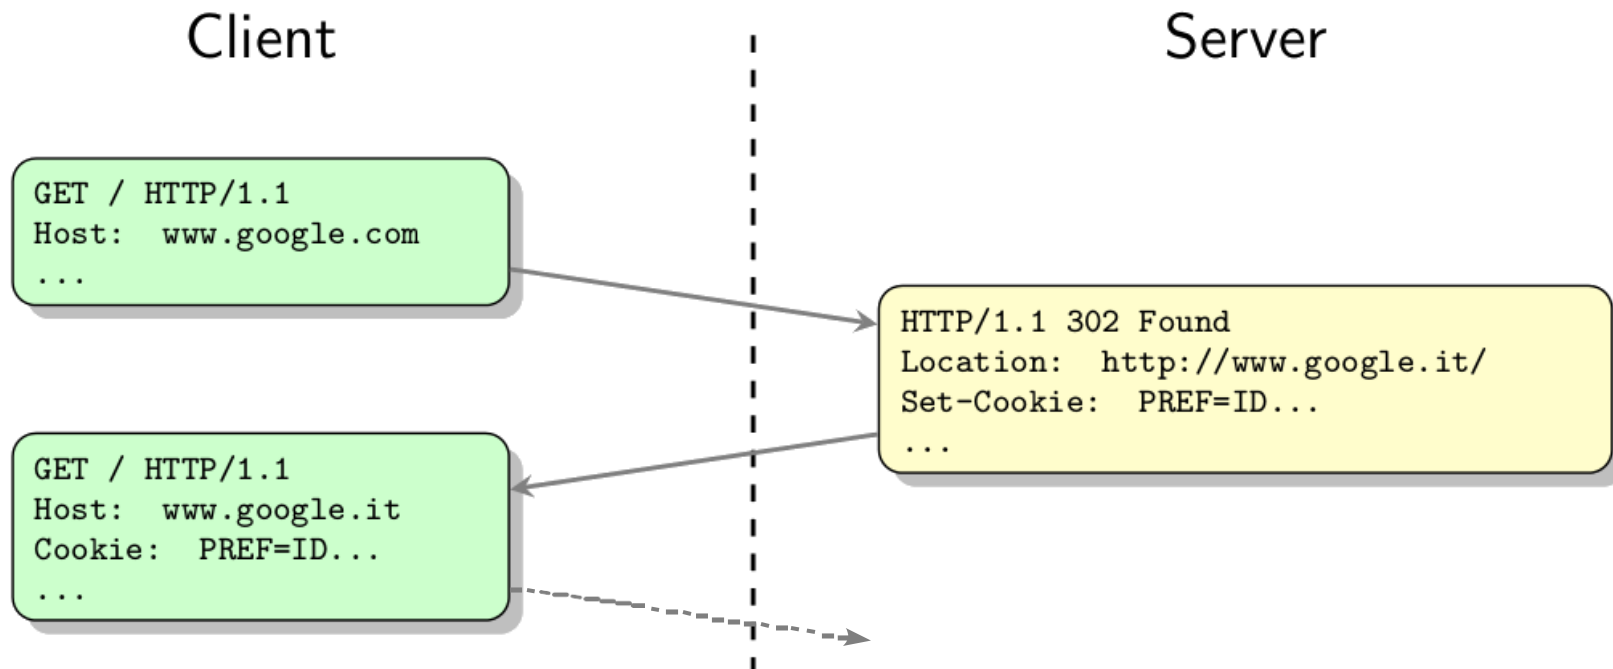 Client
Server
GET / HTTP/1.1
Host: www.google.com
...
HTTP/1.1 302 Found
Location: http://www.google.it/
Set-Cookie: PREF=ID...
...
GET / HTTP/1.1
Host: www.google.it
Cookie: PREF=ID...
...